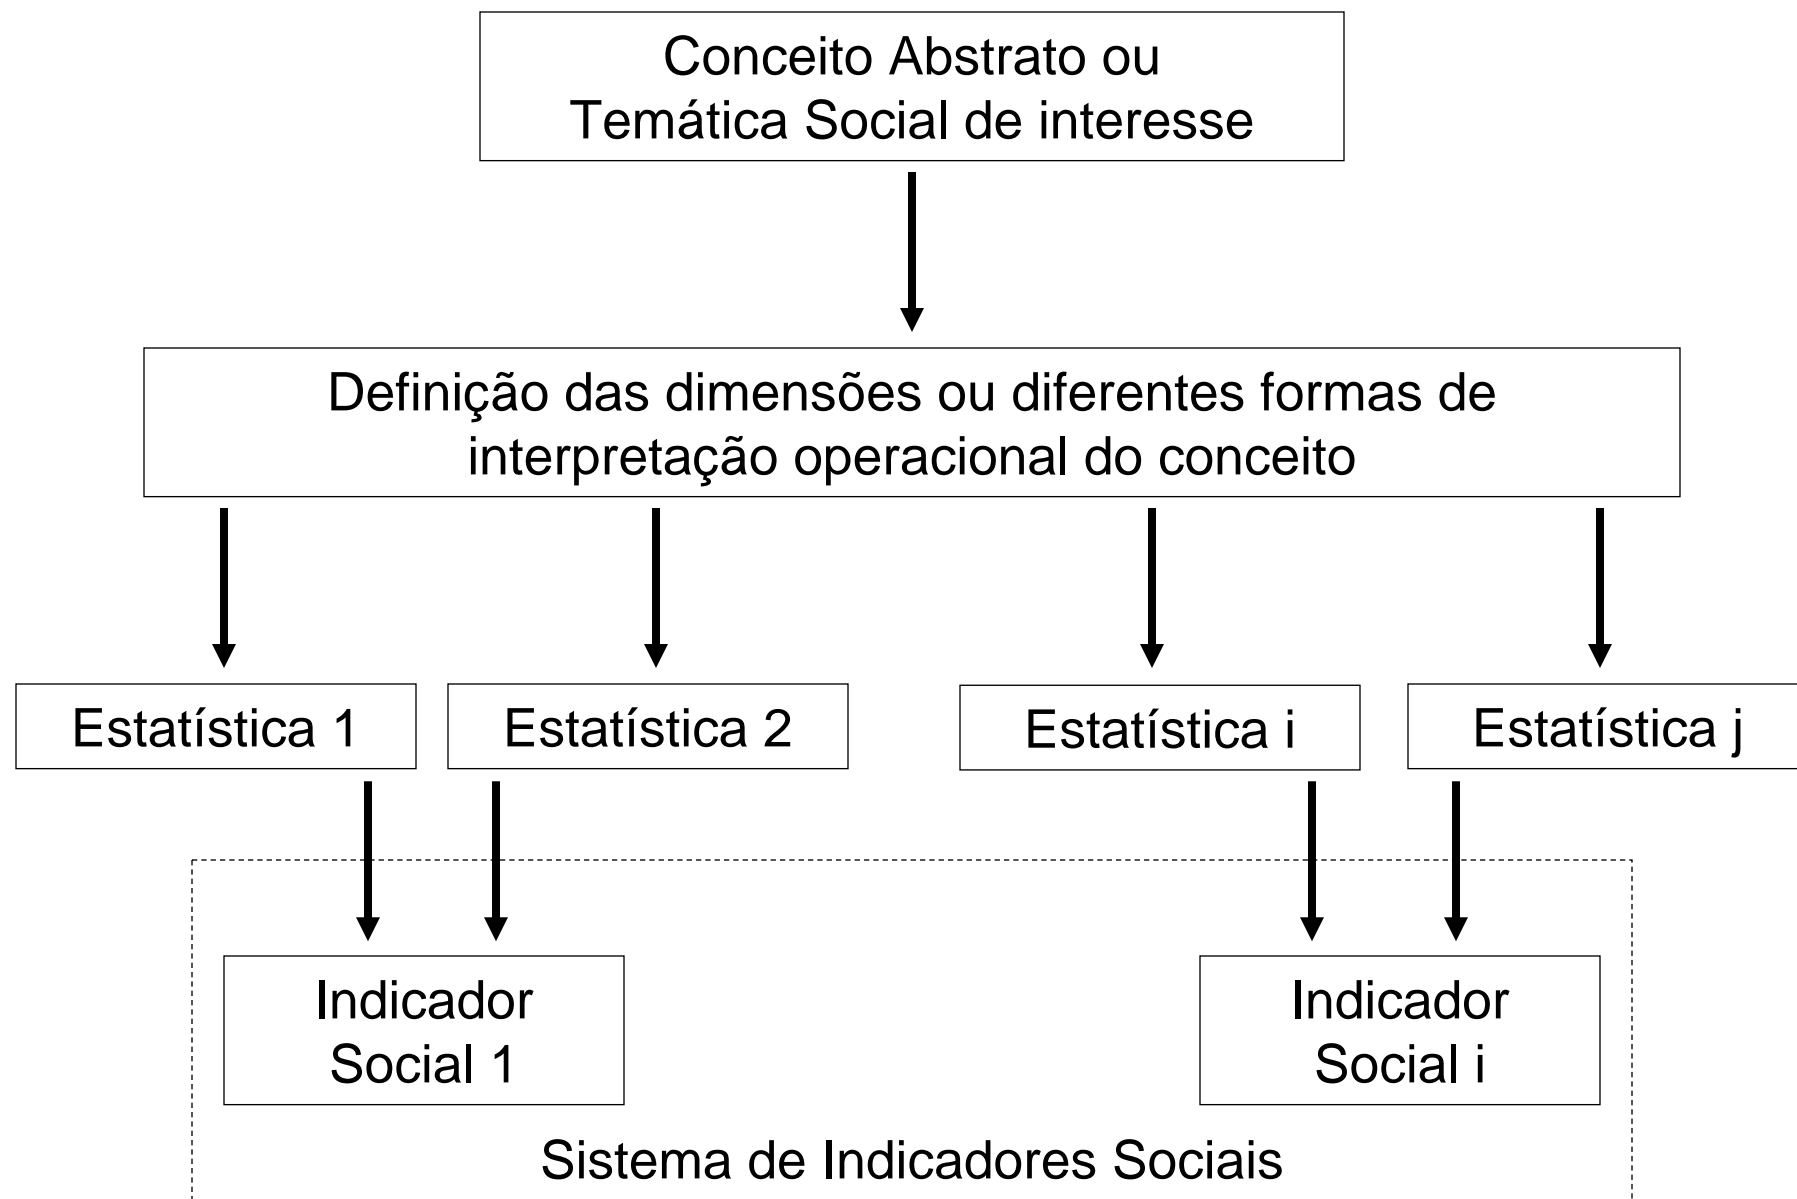 Conceito Abstrato ou
Temática Social de interesse
Definição das dimensões ou diferentes formas de
interpretação operacional do conceito
Estatística 1
Estatística 2
Estatística i
Estatística j
Indicador
Social 1
Indicador
Social i
Sistema de Indicadores Sociais